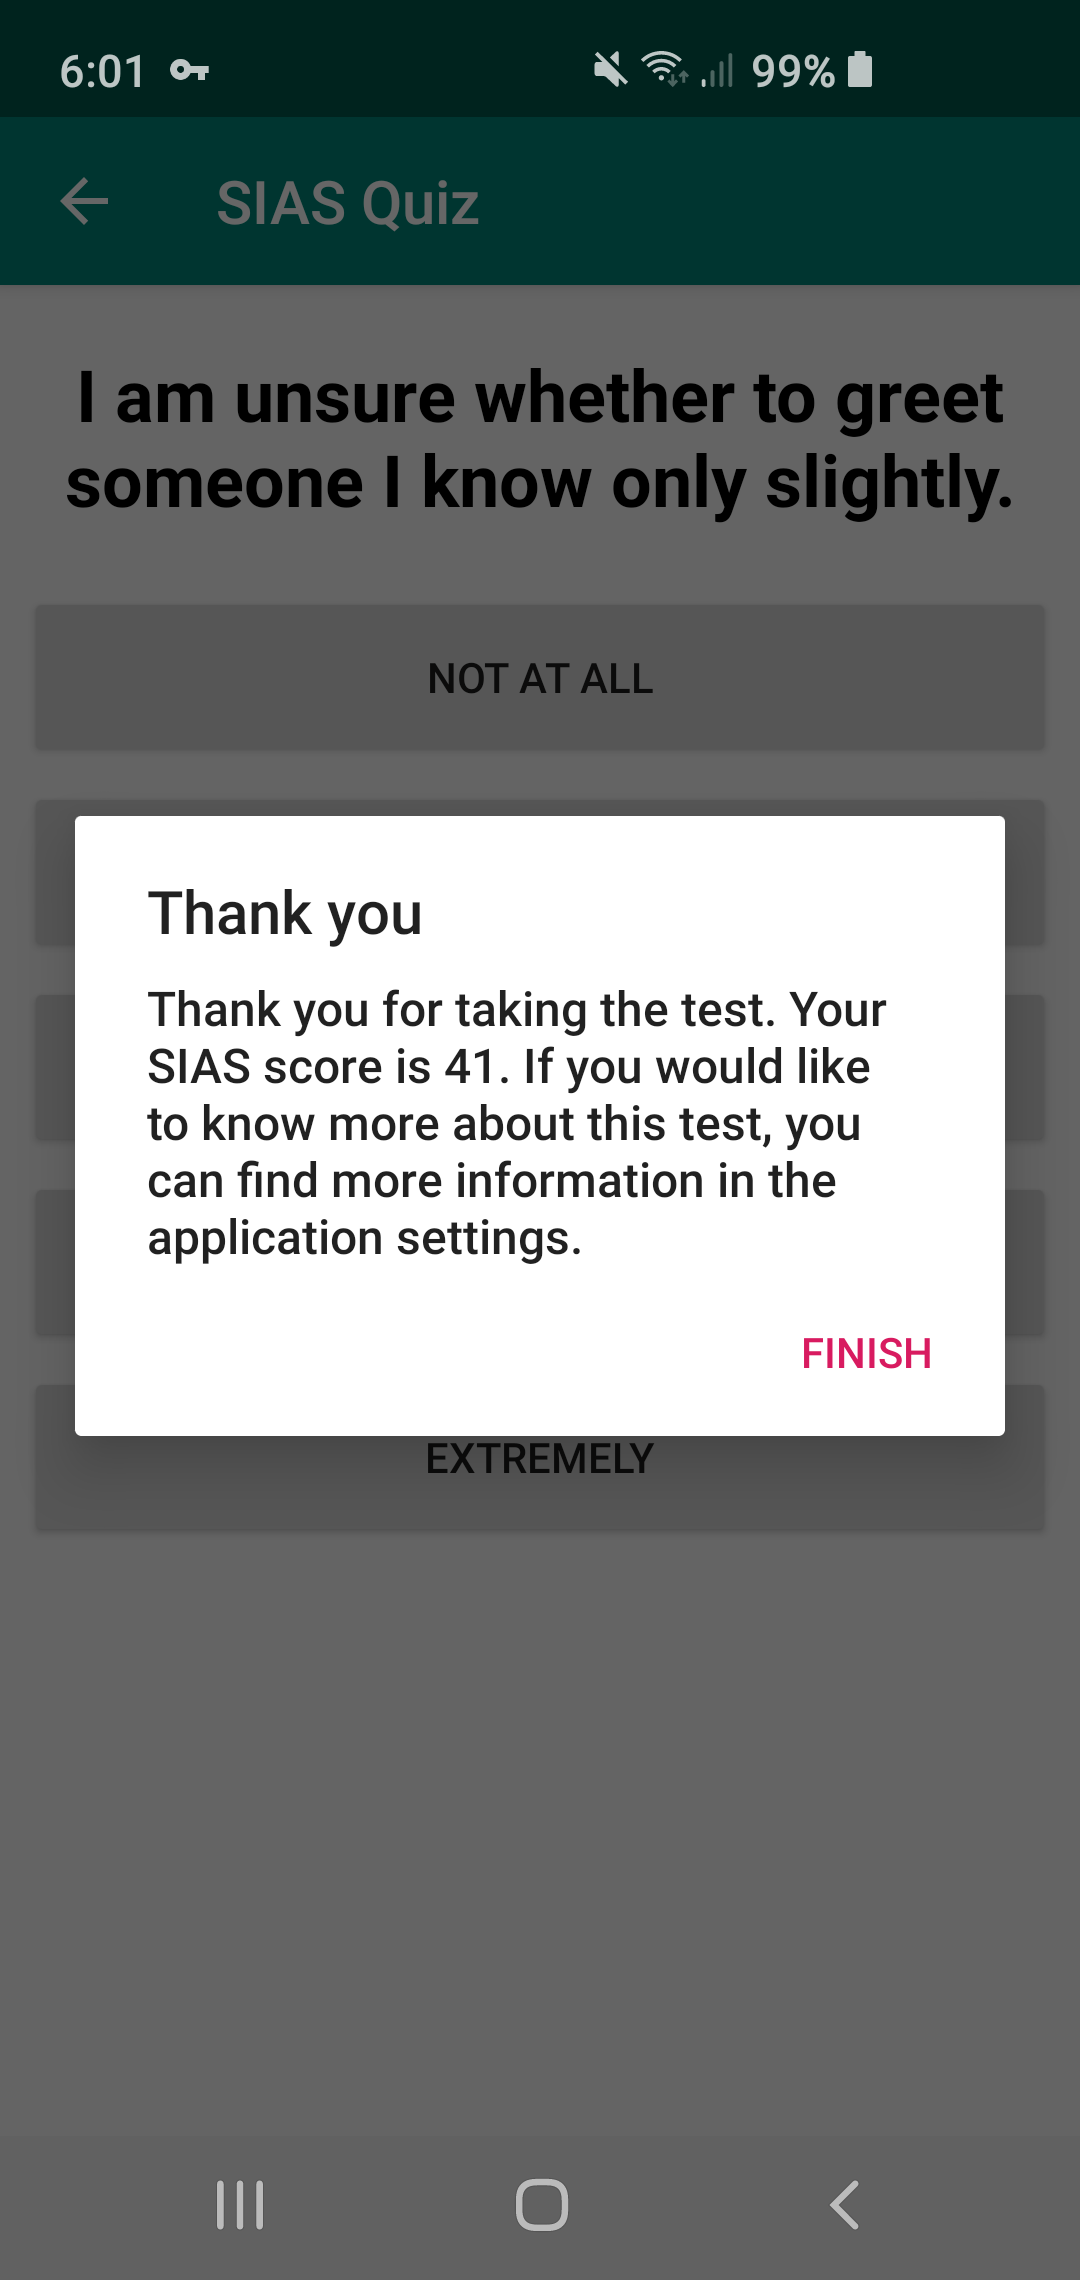 6:01 99%
SIAS Quiz
I am unsure whether to greet
someone I know only slightly.
NOT AT ALL
Thank you
Thank you for taking the test. Your
SIAS score is 41. If you would like
to know more about this test, you
can find more information in the
application settings.
FINISH
EXTREMELY